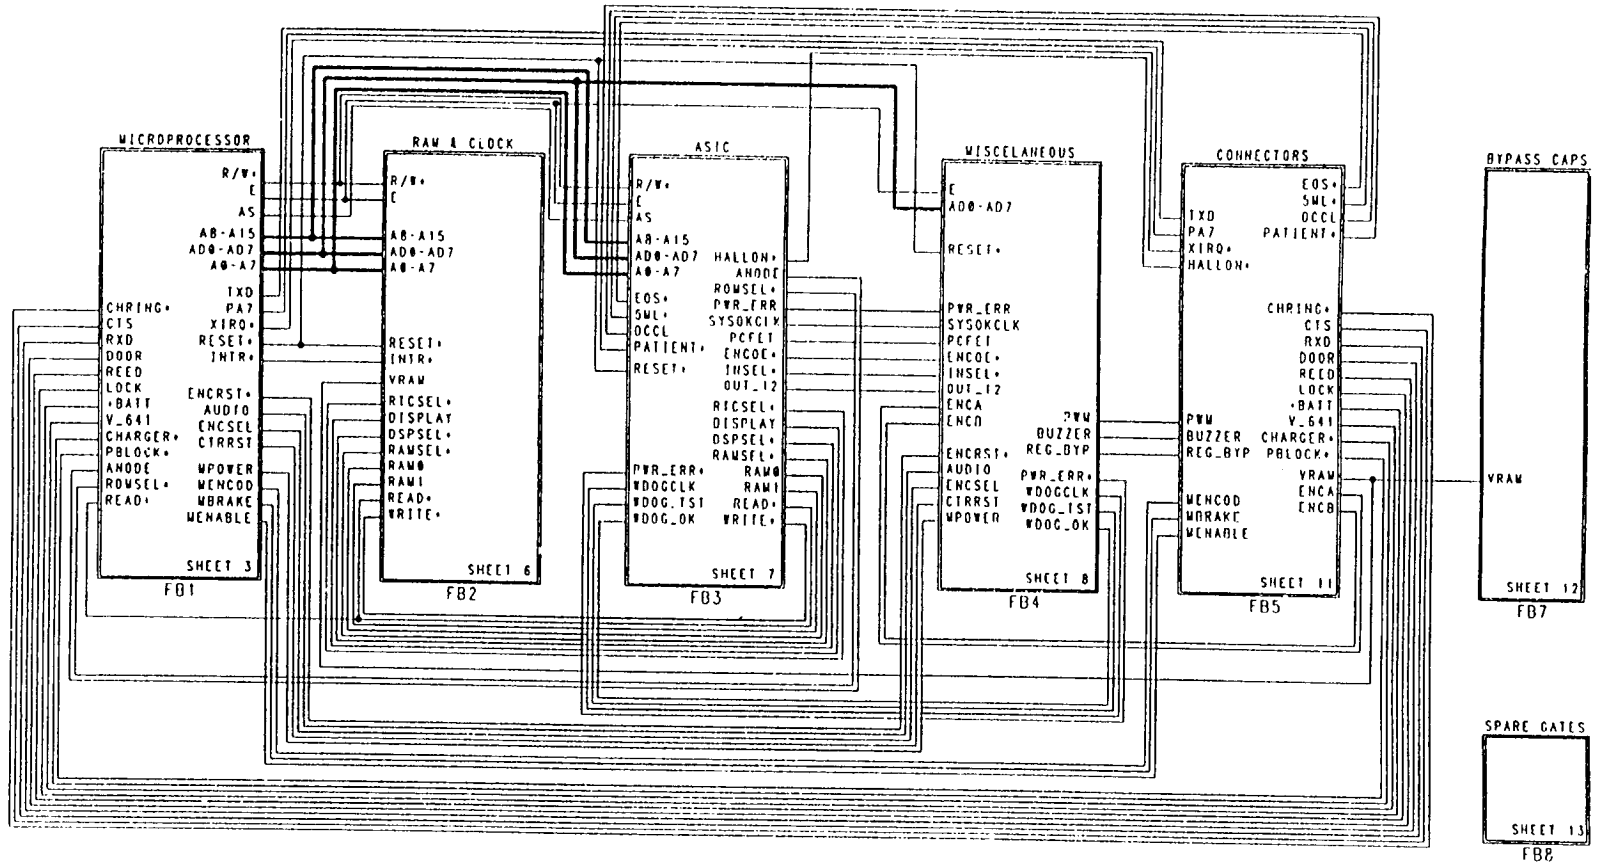 MICROPROCESSOR
R/W*
E
AS
A8-A15
AD0-AD7
A0-A7
TXD
PA7
XIRQ*
RESET*
INTR*
ENCRST*
AUDIO
ENCSEL
CTRRST
MPOWER
MENCOD
MBRAKE
MENABLE
CHRING*
CTS
RXD
DOOR
REED
LOCK
+BATT
V_641
CHARGER*
PBLOCK*
ANODE
ROMSEL*
READ*
SHEET 3
FB1
RAM & CLOCK
R/W*
E
A8-A15
AD0-AD7
A0-A7
RESET*
INTR*
VRAM
RTCSEL*
DISPLAY
DSPSEL*
RAMSEL*
RAM0
RAM1
READ*
WRITE*
SHEET 6
FB2
ASIC
R/W*
E
AS
A8-A15
AD0-AD7
A0-A7
EOS*
5ML*
OCCL
PATIENT*
RESET*
PWR_ERR*
WDOGCLK
WDOG_TST
WDOG_OK
HALLON*
ANODE
ROMSEL*
PWR_ERR
SYSOKCLK
PCFET
ENCOE*
INSEL*
OUT_12
RTCSEL*
DISPLAY
DSPSEL*
RAMSEL*
RAM0
RAM1
READ*
WRITE*
SHEET 7
FB3
MISCELANEOUS
E
AD0-AD7
RESET*
PWR_ERR
SYSOKCLK
PCFET
ENCOE*
INSEL*
OUT_12
ENCA
ENCB
ENCRST*
AUDIO
ENCSEL
CTRRST
MPOWER
PWM
BUZZER
REG_BYP
PWR_ERR*
WDOGCLK
WDOG_TST
WDOG_OK
SHEET 8
FB4
CONNECTORS
TXD
PA7
XIRQ*
HALLON*
PWM
BUZZER
REG_BYP
MENCOD
MBRAKE
MENABLE
EOS*
5ML*
OCCL
PATIENT*
CHRING*
CTS
RXD
DOOR
REED
LOCK
+BATT
V_641
CHARGER*
PBLOCK*
VRAM
ENCA
ENCB
SHEET 11
FB5
BYPASS CAPS
VRAM
SHEET 12
FB7
SPARE GATES
SHEET 13
FB8